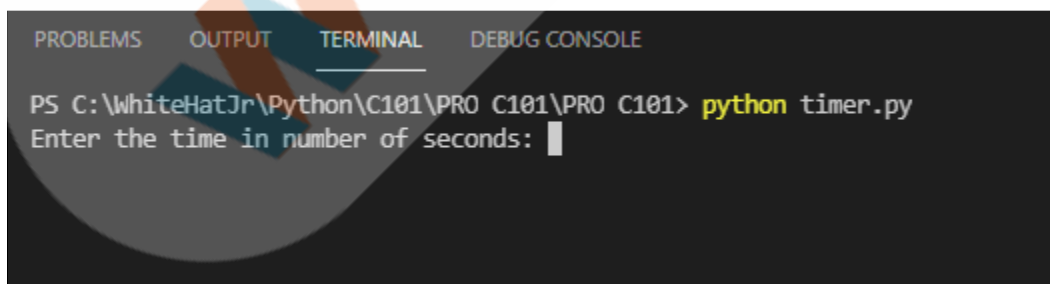 PROBLEMS OUTPUT TERMINAL DEBUG CONSOLE
PS C:\WhiteHatJr\Python\C101\PRO C101\PRO C101> python timer.py
Enter the time in number of seconds: